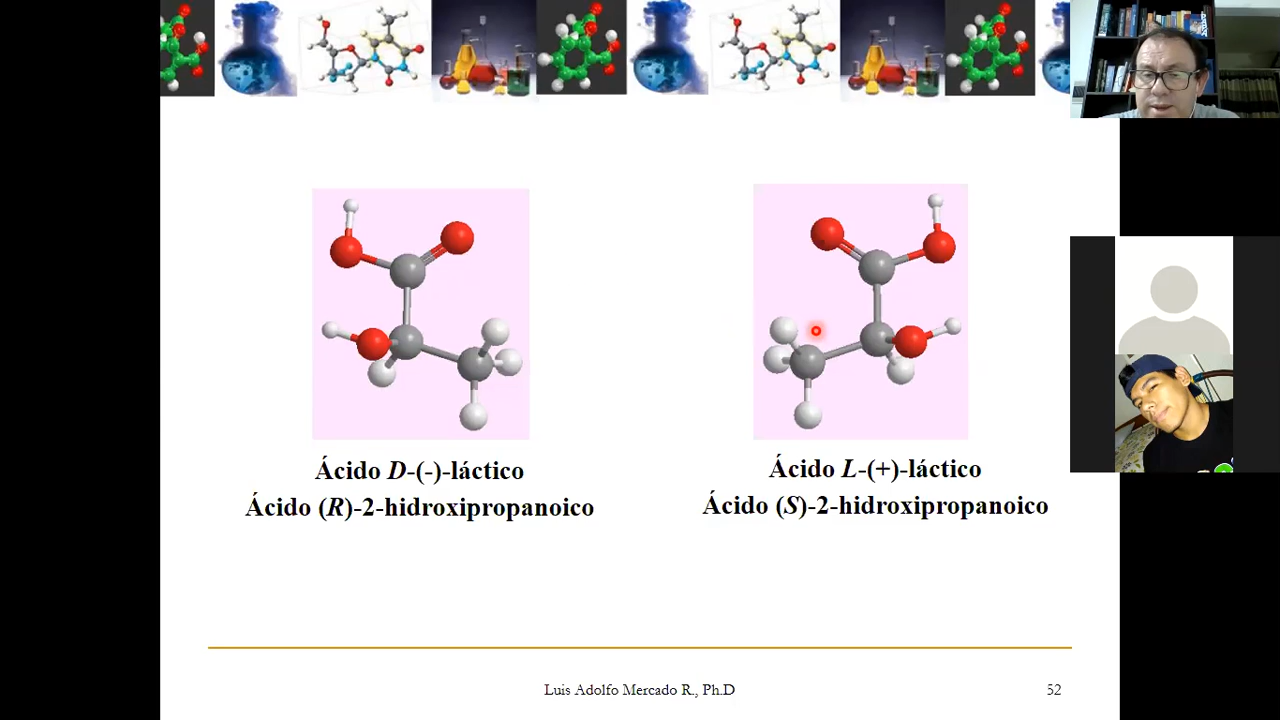 Ácido D-(-)-láctico
Ácido (R)-2-hidroxipropanoico
Ácido L-(+)-láctico
Ácido (S)-2-hidroxipropanoico
Luis Adolfo Mercado R., Ph.D
52